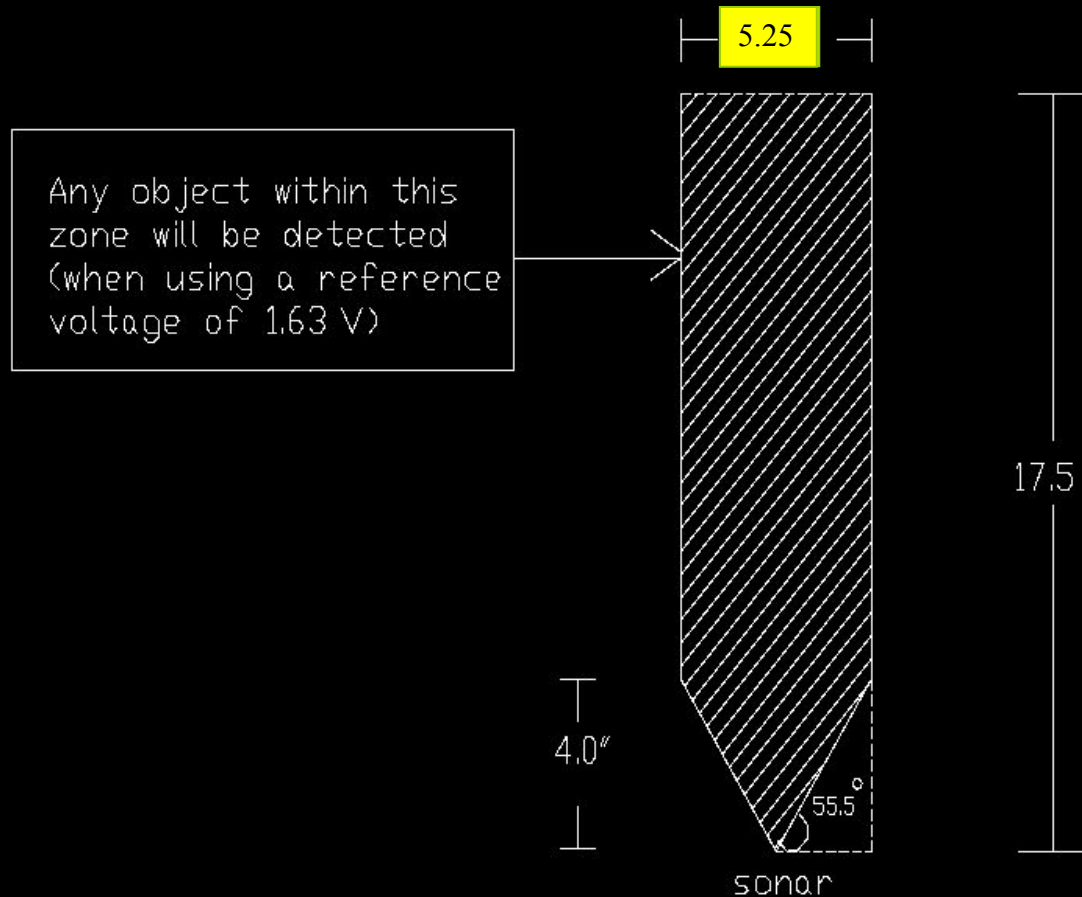 5.25
Any object within this
zone will be detected
(when using a reference
voltage of 1.63 V)
17.5
4.0"
55.5°
sonar